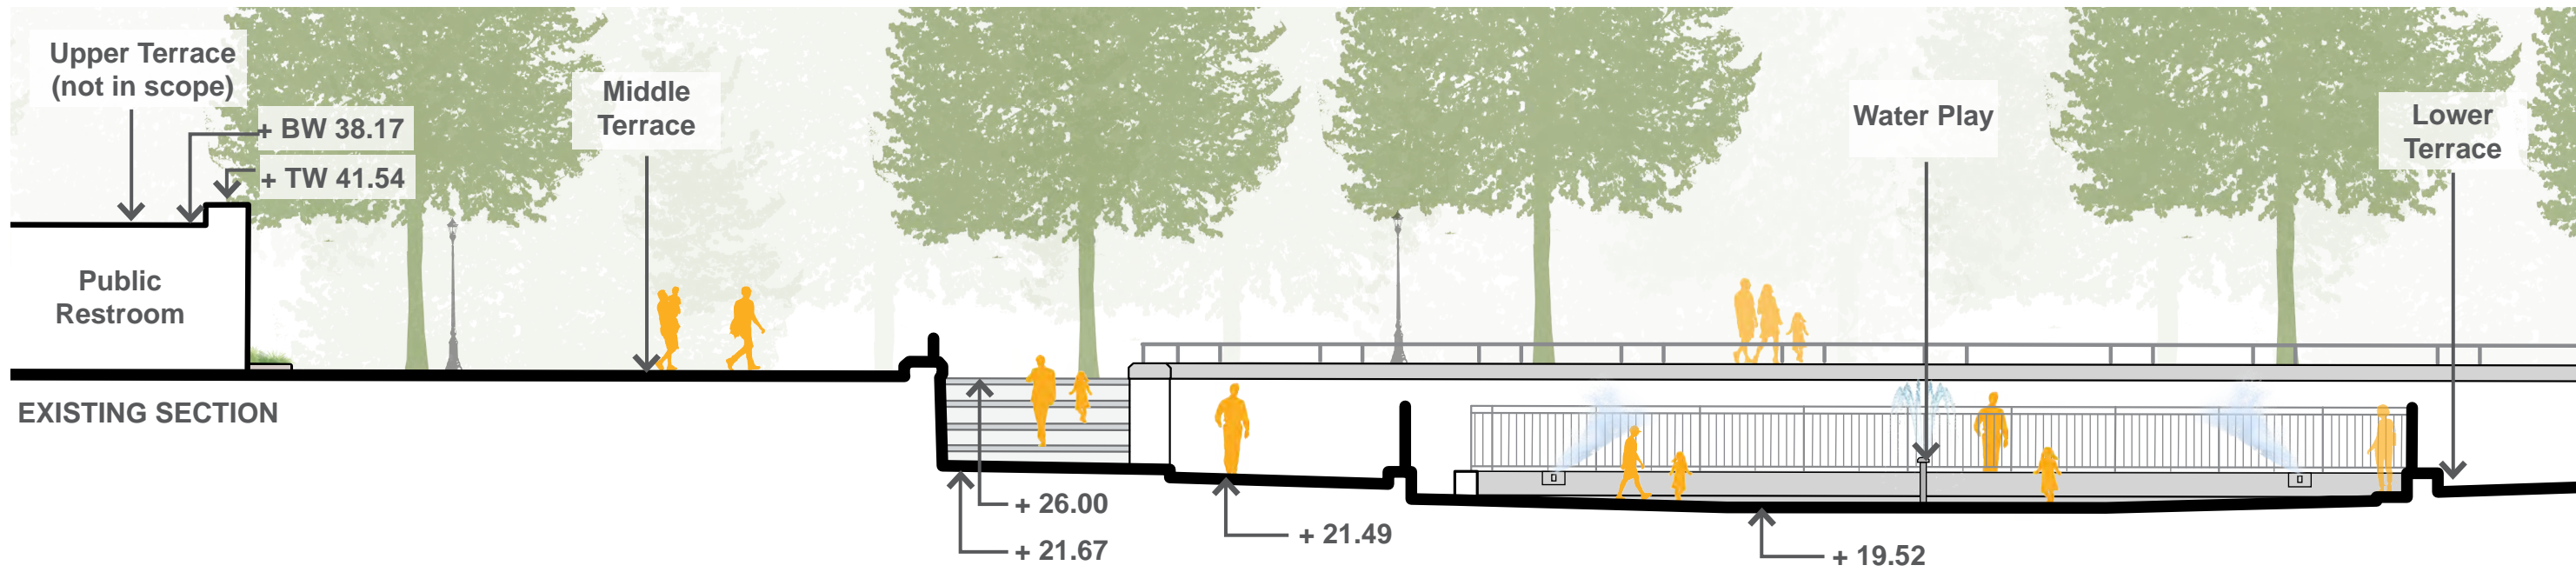 Upper Terrace
(not in scope)
+ BW 38.17
+ TW 41.54
Middle
Terrace
Water Play
Lower
Terrace
Public
Restroom
EXISTING SECTION
+ 26.00
+ 21.67
+ 21.49
+ 19.52